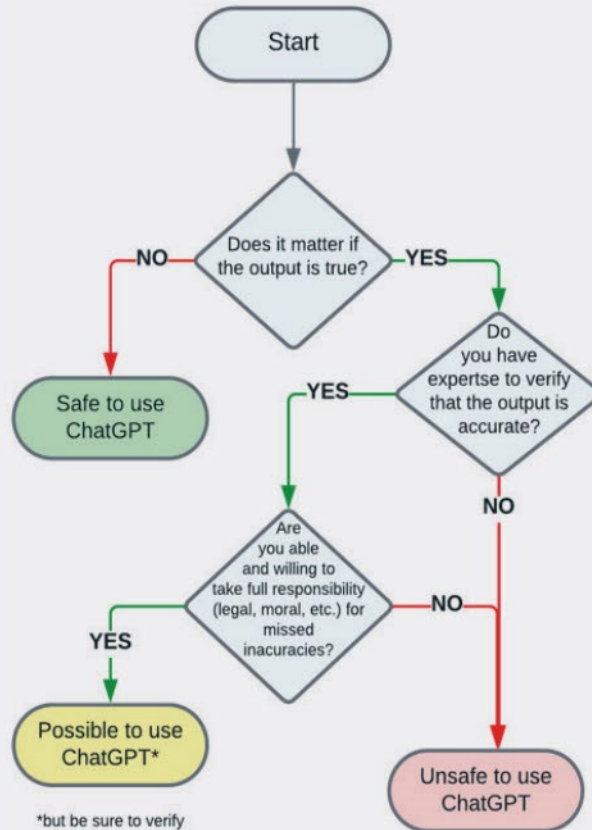 Start
Does it matter if
the output is true?
NO
YES
Safe to use
ChatGPT
Do
you have
expertse to verify
that the output is
accurate?
YES
NO
Are
you able
and willing to
take full responsibility
(legal, moral, etc.) for
missed
inacuracies?
YES
NO
Possible to use
ChatGPT*
Unsafe to use
ChatGPT
*but be sure to verify